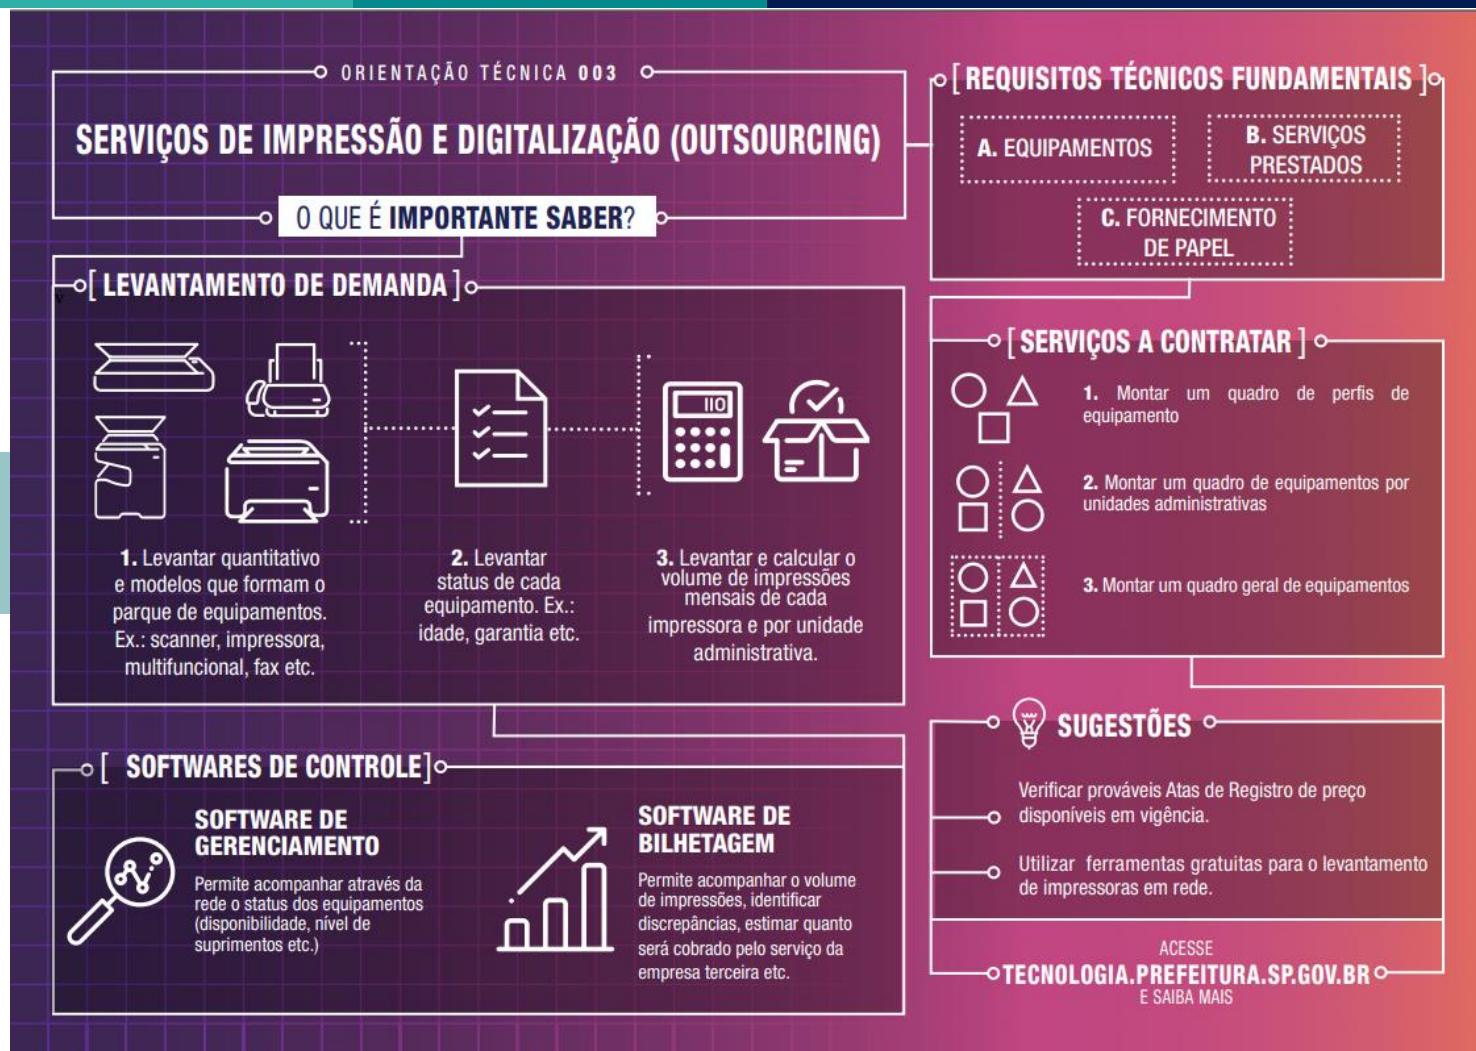 ORIENTAÇÃO TÉCNICA 003
SERVIÇOS DE IMPRESSÃO E DIGITALIZAÇÃO (OUTSOURCING)
O QUE É IMPORTANTE SABER?
[ LEVANTAMENTO DE DEMANDA ]
v
110
1. Levantar quantitativo
e modelos que formam o
parque de equipamentos.
Ex.: scanner, impressora,
multifuncional, fax etc.
2. Levantar
status de cada
equipamento. Ex.:
idade, garantia etc.
3. Levantar e calcular o
volume de impressões
mensais de cada
impressora e por unidade
administrativa.
[ SOFTWARES DE CONTROLE]
SOFTWARE DE
GERENCIAMENTO
Permite acompanhar através da
rede o status dos equipamentos
(disponibilidade, nível de
suprimentos etc.)
SOFTWARE DE
BILHETAGEM
Permite acompanhar o volume
de impressões, identificar
discrepâncias, estimar quanto
será cobrado pelo serviço da
empresa terceira etc.
[ REQUISITOS TÉCNICOS FUNDAMENTAIS ]
A. EQUIPAMENTOS
B. SERVIÇOS
PRESTADOS
C. FORNECIMENTO
DE PAPEL
[ SERVIÇOS A CONTRATAR ]
1. Montar um quadro de perfis de
equipamento
2. Montar um quadro de equipamentos por
unidades administrativas
3. Montar um quadro geral de equipamentos
SUGESTÕES
Verificar prováveis Atas de Registro de preço
disponíveis em vigência.
Utilizar ferramentas gratuitas para o levantamento
de impressoras em rede.
ACESSE
TECNOLOGIA.PREFEITURA.SP.GOV.BR
E SAIBA MAIS